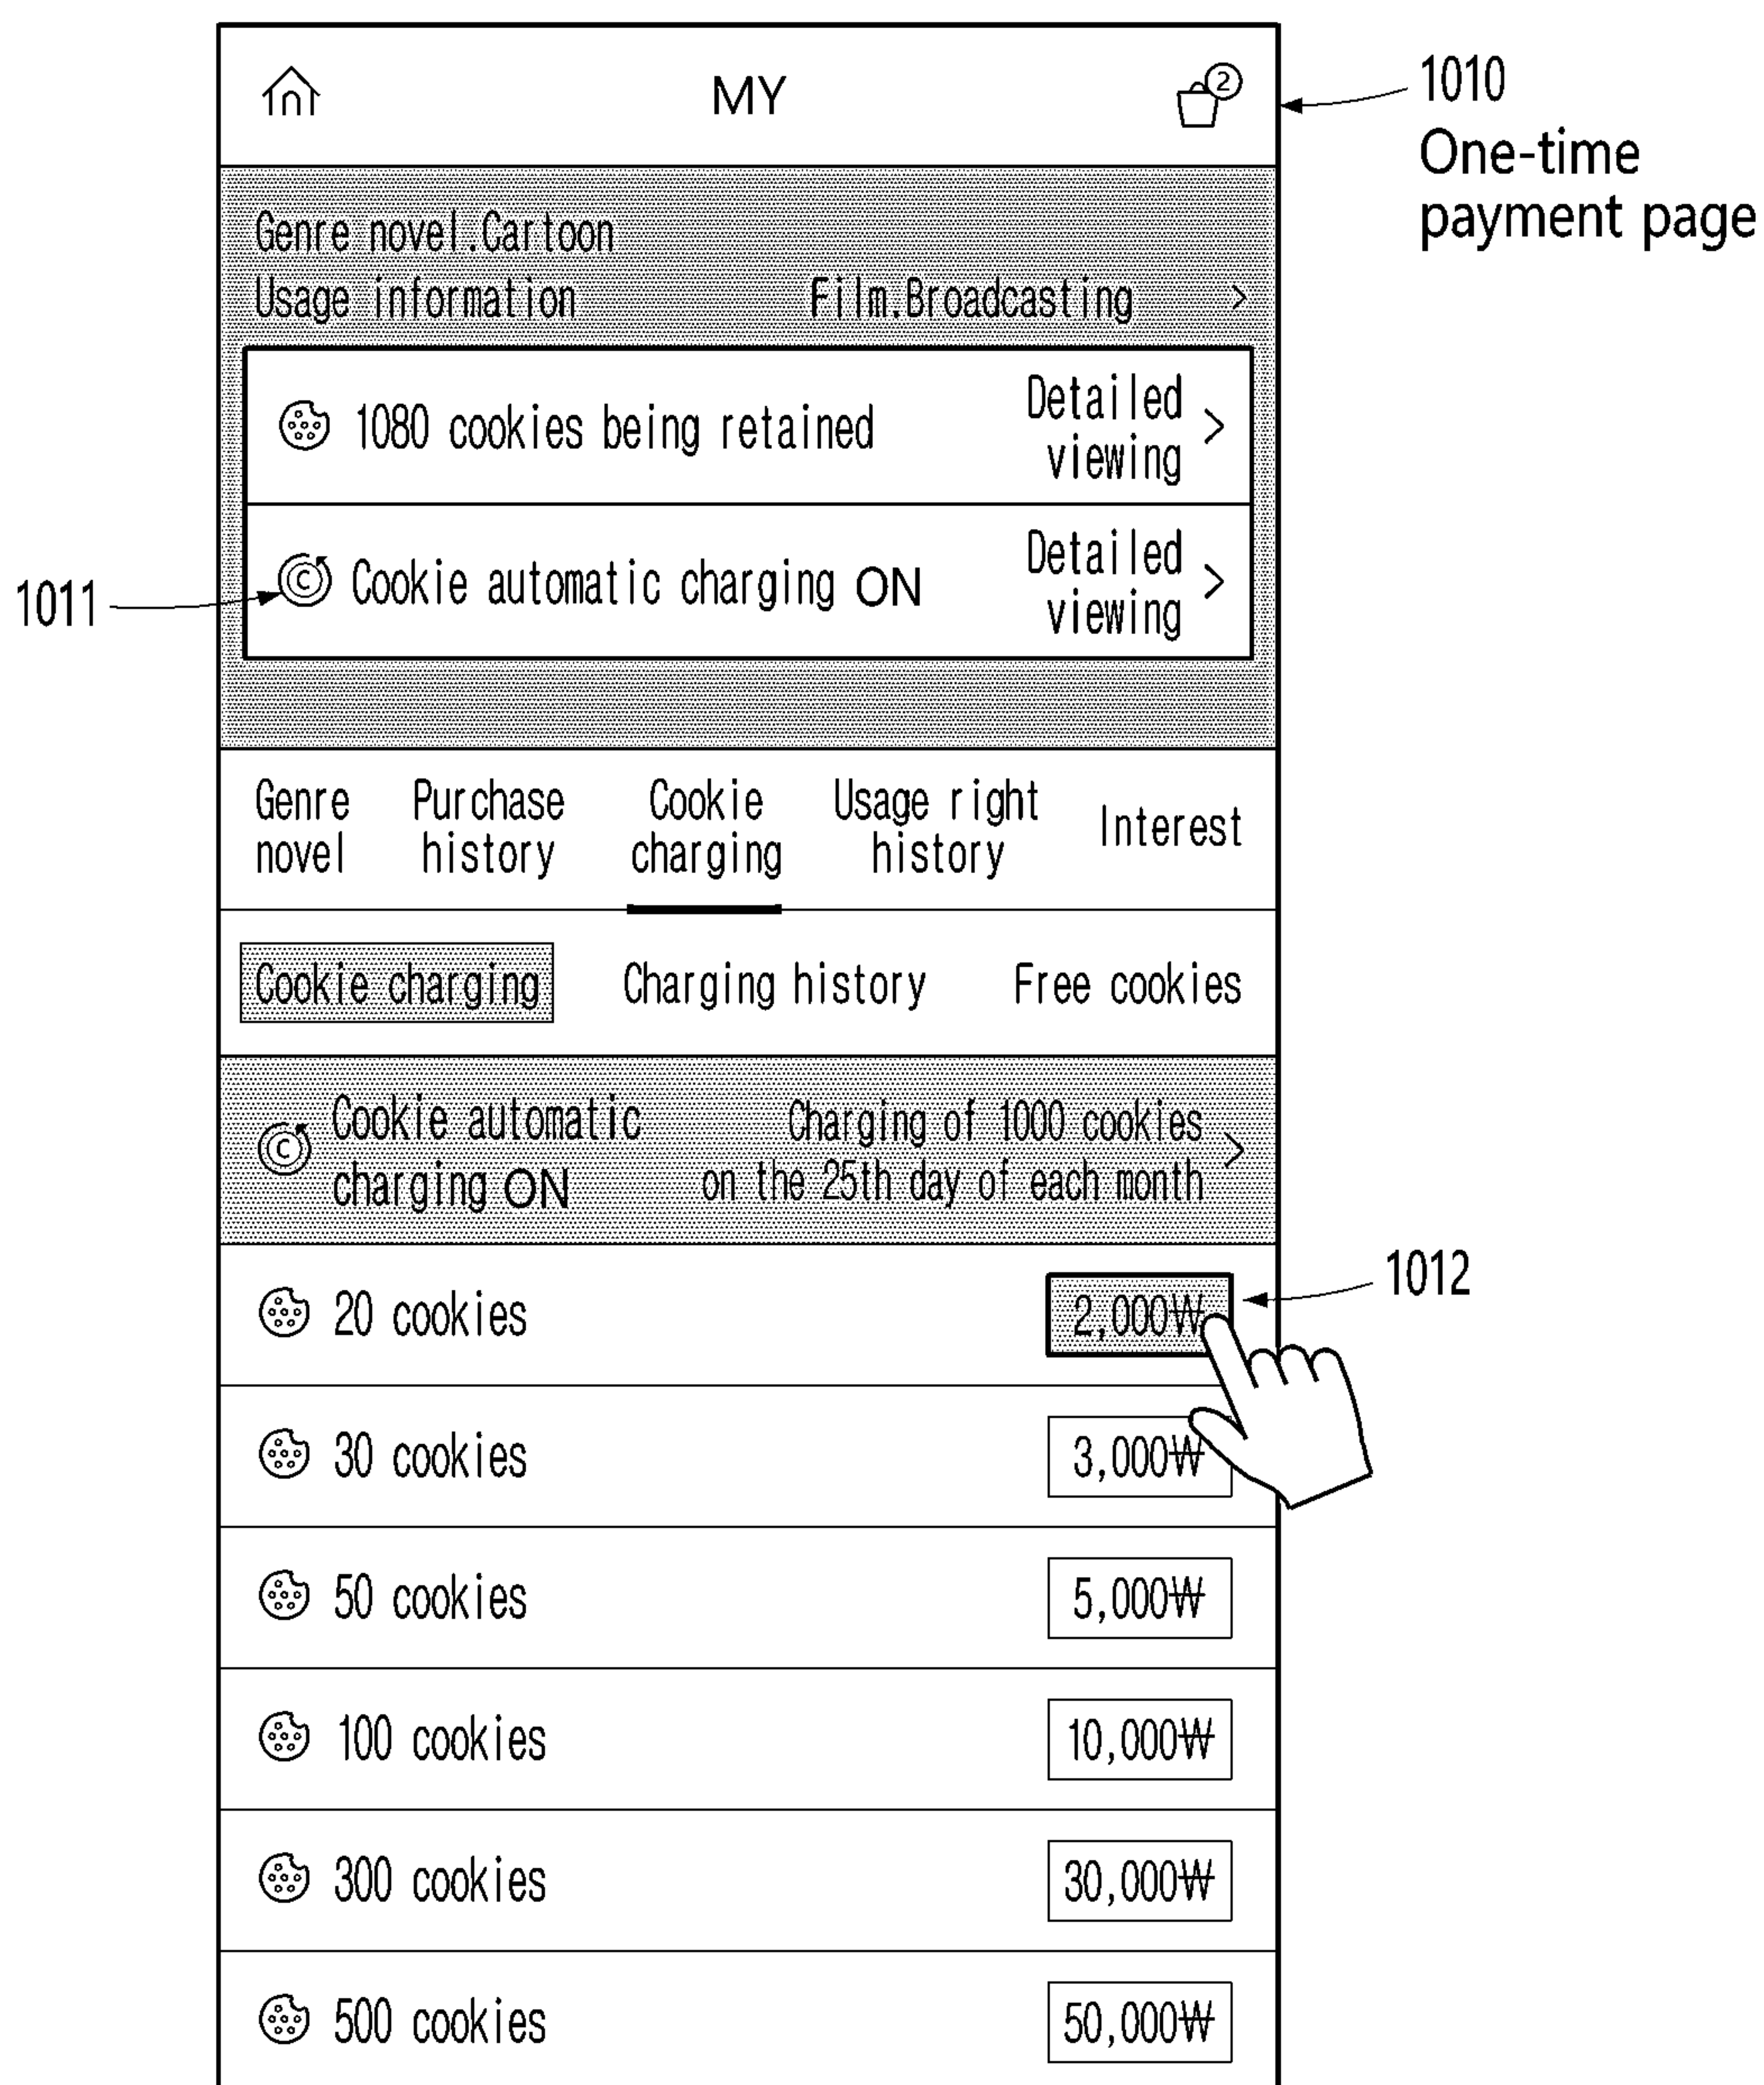 MY
2
1010
One-time
payment page
Genre novel.Cartoon
Usage information Film.Broadcasting >
1080 cookies being retained Detailed viewing >
1011
C Cookie automatic charging ON Detailed viewing >
Genre novel
Purchase history
Cookie charging
Usage right history
Interest
Cookie charging Charging history Free cookies
C Cookie automatic
charging ON
Charging of 1000 cookies
on the 25th day of each month >
1012
20 cookies 2,000₩
30 cookies 3,000₩
50 cookies 5,000₩
100 cookies 10,000₩
300 cookies 30,000₩
500 cookies 50,000₩